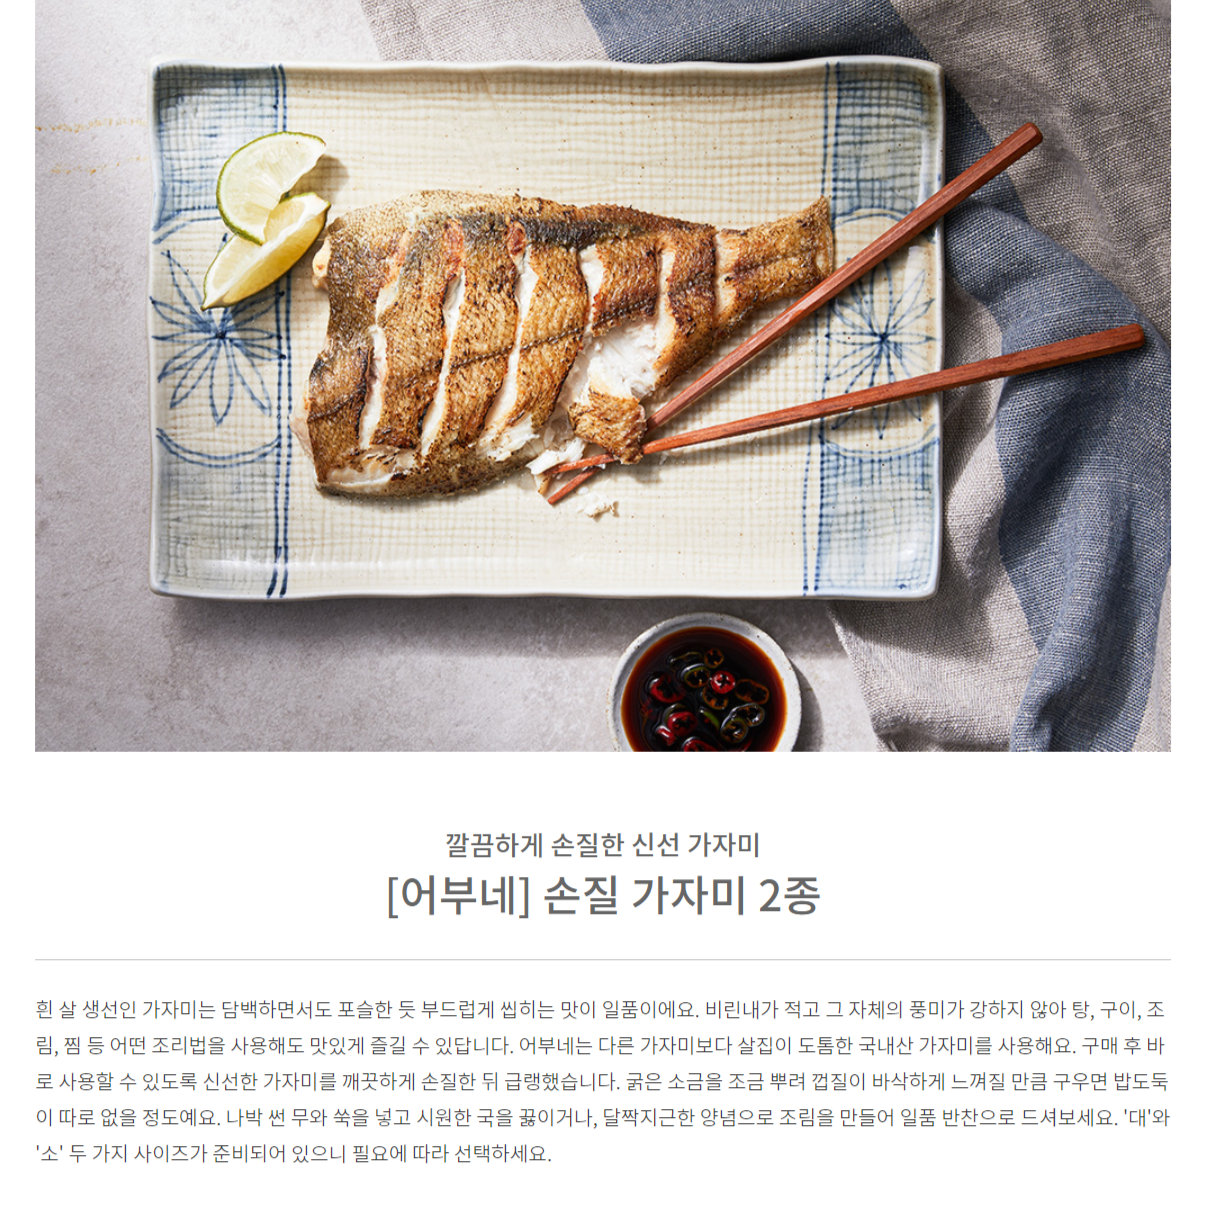 깔끔하게 손질한 신선 가자미
[어부네] 손질 가자미 2종
흰 살 생선인 가자미는 담백하면서도 포슬한 듯 부드럽게 씹히는 맛이 일품이에요. 비린내가 적고 그 자체의 풍미가 강하지 않아 탕, 구이, 조
림, 찜 등 어떤 조리법을 사용해도 맛있게 즐길 수 있답니다. 어부네는 다른 가자미보다 살집이 도톰한 국내산 가자미를 사용해요. 구매 후 바
로 사용할 수 있도록 신선한 가자미를 깨끗하게 손질한 뒤 급랭했습니다. 굵은 소금을 조금 뿌려 껍질이 바삭하게 느껴질 만큼 구우면 밥도둑
이 따로 없을 정도예요. 나박 썬 무와 쑥을 넣고 시원한 국을 끓이거나, 달짝지근한 양념으로 조림을 만들어 일품 반찬으로 드셔보세요. '대'와
'소' 두 가지 사이즈가 준비되어 있으니 필요에 따라 선택하세요.